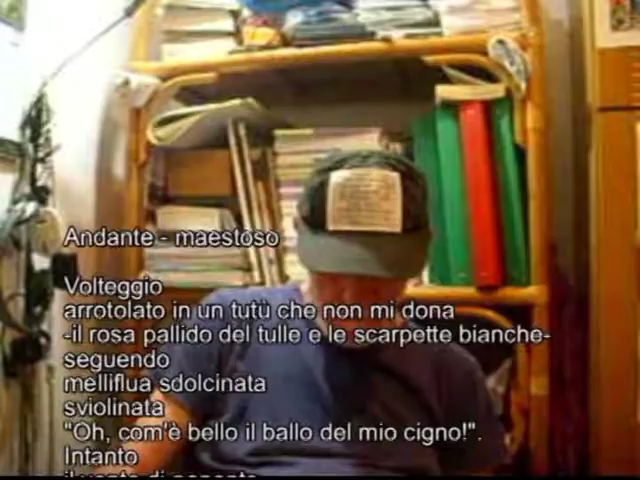 Andante - maestoso
Volteggio
arrotolato in un tutù che non mi dona
-il rosa pallido del tulle e le scarpette bianche-
seguendo
melliflua sdolcinata
sviolinata
"Oh, com'è bello il ballo del mio cigno!".
Intanto